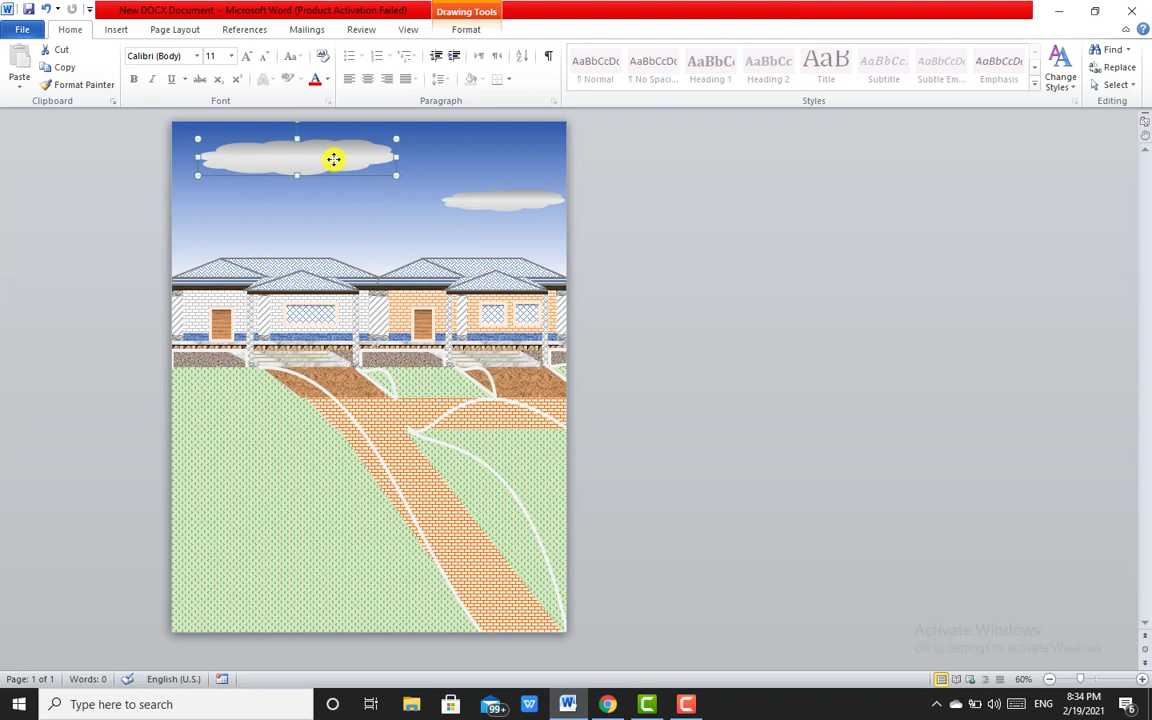 New DOCX Document - Microsoft Word (Product Activation Failed)
Drawing Tools
File
Home
Insert
Page Layout
References
Mailings
Review
View
Format
Paste
Cut
Copy
Format Painter
Clipboard
Calibri (Body)
11
Font
Paragraph
AaBbCcDc
¶ Normal
AaBbCcDc
¶ No Spaci...
AaBbC
Heading 1
AaBbCc
Heading 2
AaB
Title
AaBbCc.
Subtitle
AaBbCcDc
Subtle Em...
AaBbCcDc
Emphasis
Change
Styles
Styles
Find
Replace
Select
Editing
Activate Windows
Go to Settings to activate Windows.
Page: 1 of 1
Words: 0
English (U.S.)
60%
Type here to search
99+
ENG
8:34 PM
2/19/2021
6